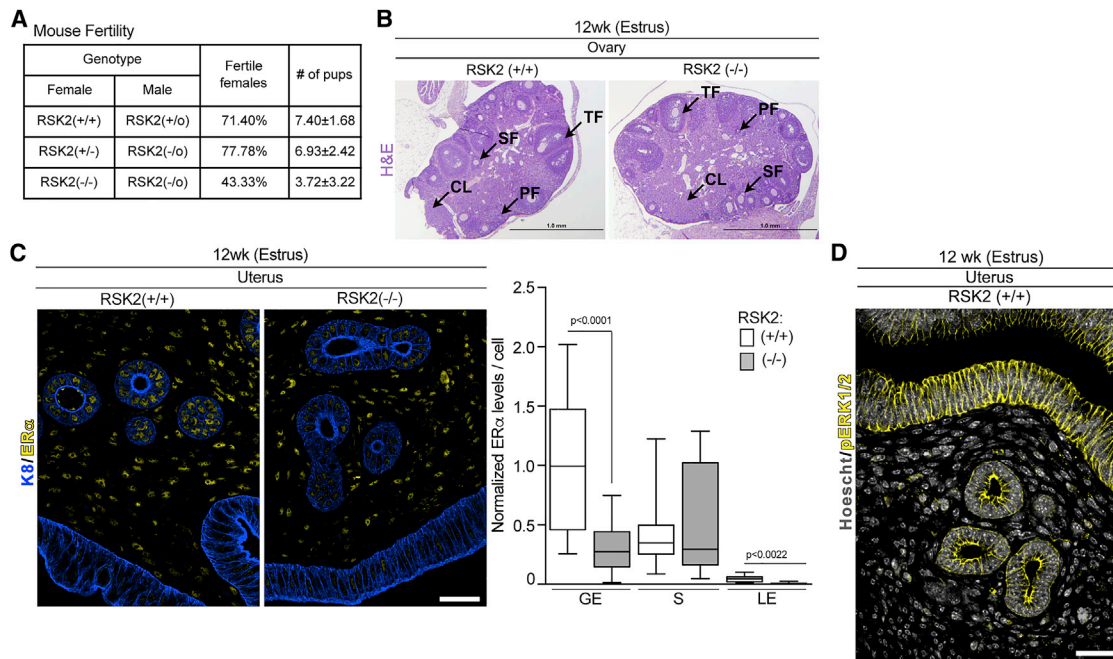 A
Mouse Fertility
Genotype
Fertile females
# of pups
Female
Male
RSK2(+/+) RSK2(+/o) 71.40% 7.40±1.68
RSK2(+/-) RSK2(-/o) 77.78% 6.93±2.42
RSK2(-/-) RSK2(-/o) 43.33% 3.72±3.22
B
12wk (Estrus)
Ovary
RSK2 (+/+) RSK2 (-/-)
H&E
TF
SF
CL
PF
1.0 mm
TF
PF
CL
SF
1.0 mm
C
12wk (Estrus)
Uterus
RSK2(+/+) RSK2(-/-)
K8/ERα
Normalized ERα levels / cell
2.5
2.0
1.5
1.0
0.5
0
p<0.0001
RSK2:
(+/+)
(-/-)
p<0.0022
GE S LE
D
12 wk (Estrus)
Uterus
RSK2 (+/+)
Hoescht/pERK1/2